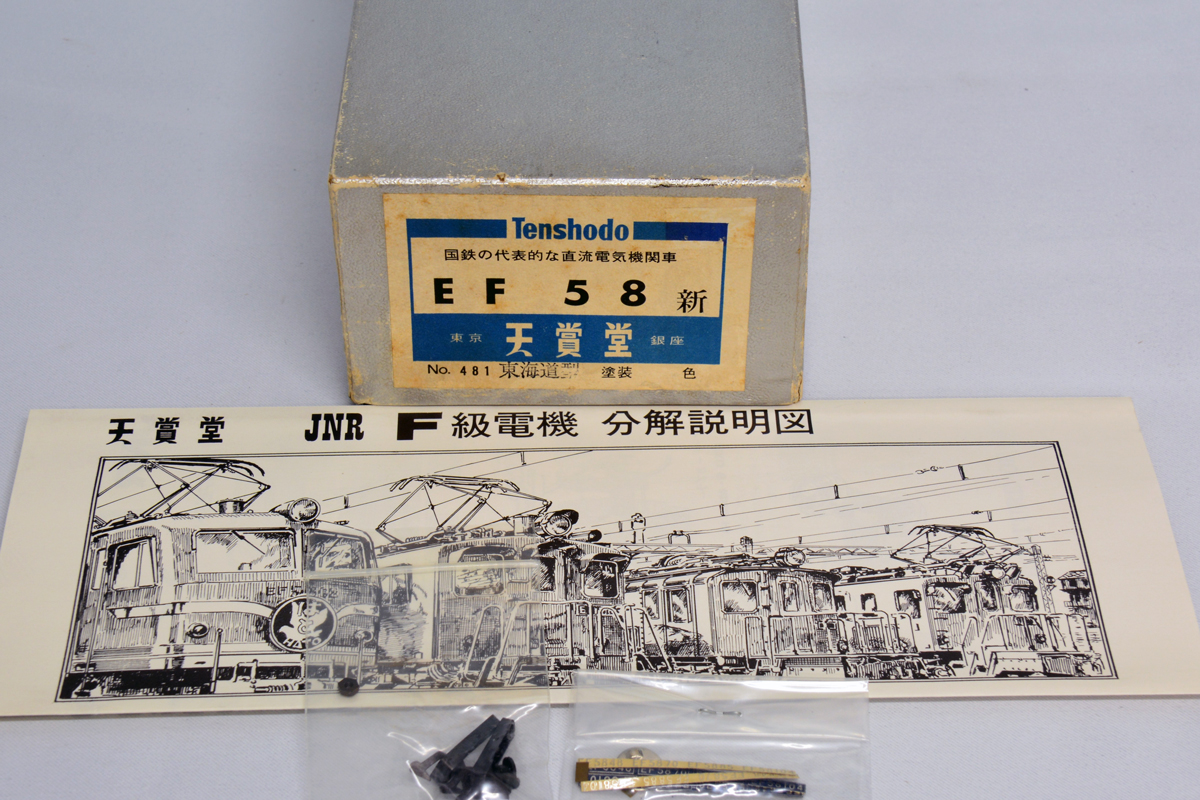 Tenshodo
国鉄の代表的な直流電気機関車
EF 58 新
東京 天賞堂 銀座
No. 481 東海道型 塗装 色
天賞堂 JNR F級電機 分解説明図